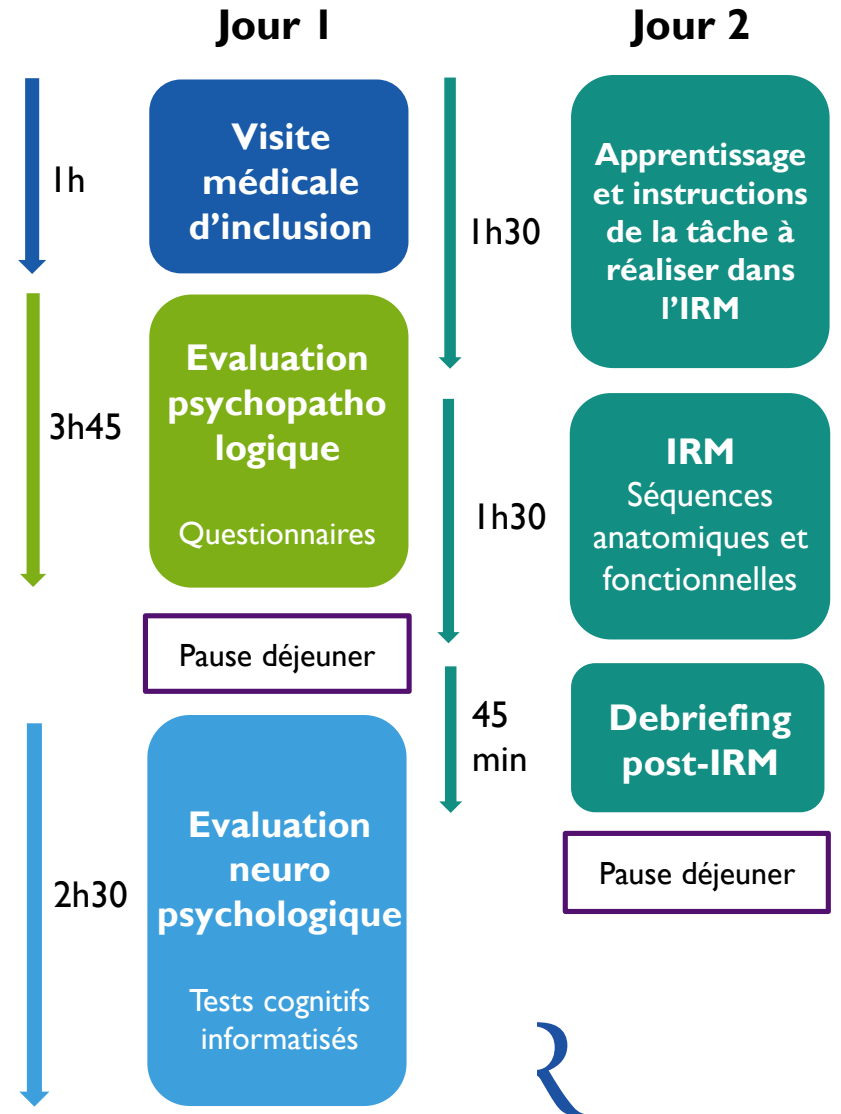 Jour 1
1h
Visite
médicale
d'inclusion
3h45
Evaluation
psychopatho
logique
Questionnaires
Pause déjeuner
2h30
Evaluation
neuro
psychologique
Tests cognitifs
informatisés
Jour 2
1h30
Apprentissage
et instructions
de la tâche à
réaliser dans
l'IRM
1h30
IRM
Séquences
anatomiques et
fonctionnelles
45
min
Debriefing
post-IRM
Pause déjeuner